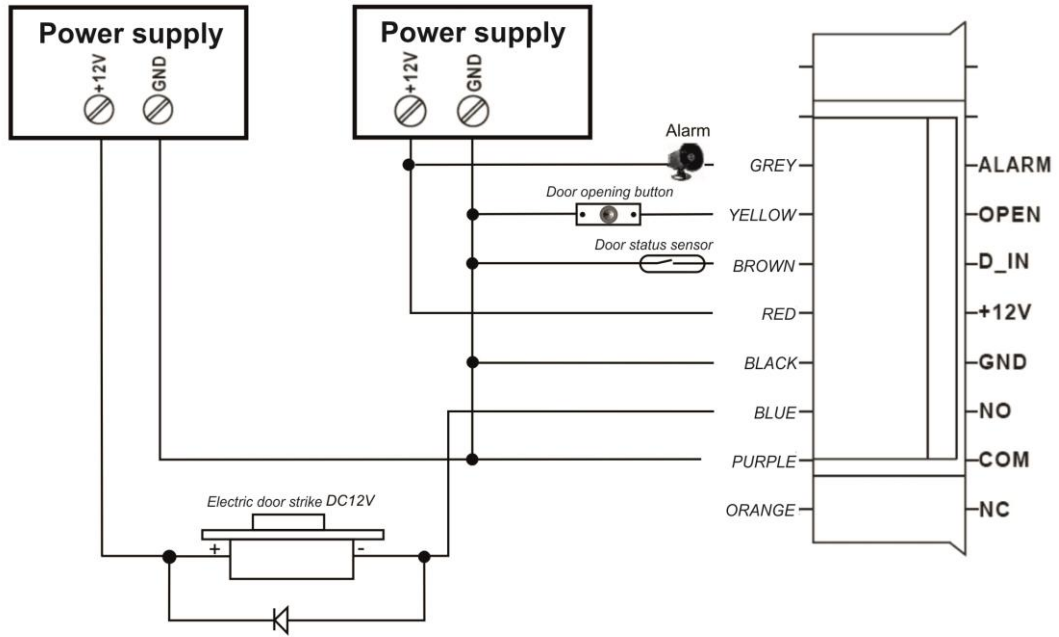 Power supply
+12V
GND
Power supply
+12V
GND
Alarm
GREY
ALARM
Door opening button
YELLOW
OPEN
Door status sensor
BROWN
D_IN
RED
+12V
BLACK
GND
BLUE
NO
PURPLE
COM
Electric door strike DC12V
ORANGE
NC
+
-